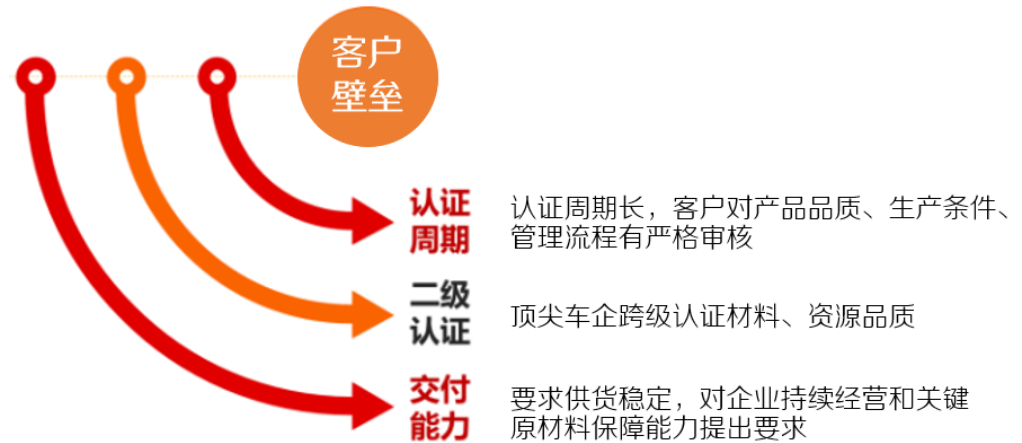 客户
壁垒
认证
周期
认证周期长，客户对产品品质、生产条件、
管理流程有严格审核
二级
认证
顶尖车企跨级认证材料、资源品质
交付
能力
要求供货稳定，对企业持续经营和关键
原材料保障能力提出要求